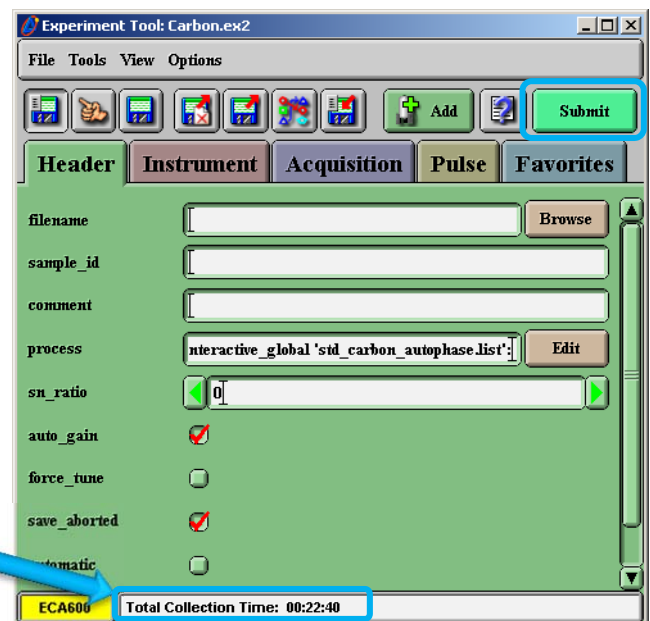 Experiment Tool: Carbon.ex2
File Tools View Options
Add Submit
Header Instrument Acquisition Pulse Favorites
filename Browse
sample_id
comment
process nteractive_global 'std_carbon_autophase.list': Edit
sn_ratio 0
auto_gain
force_tune
save_aborted
tomatic
ECA600 Total Collection Time: 00:22:40